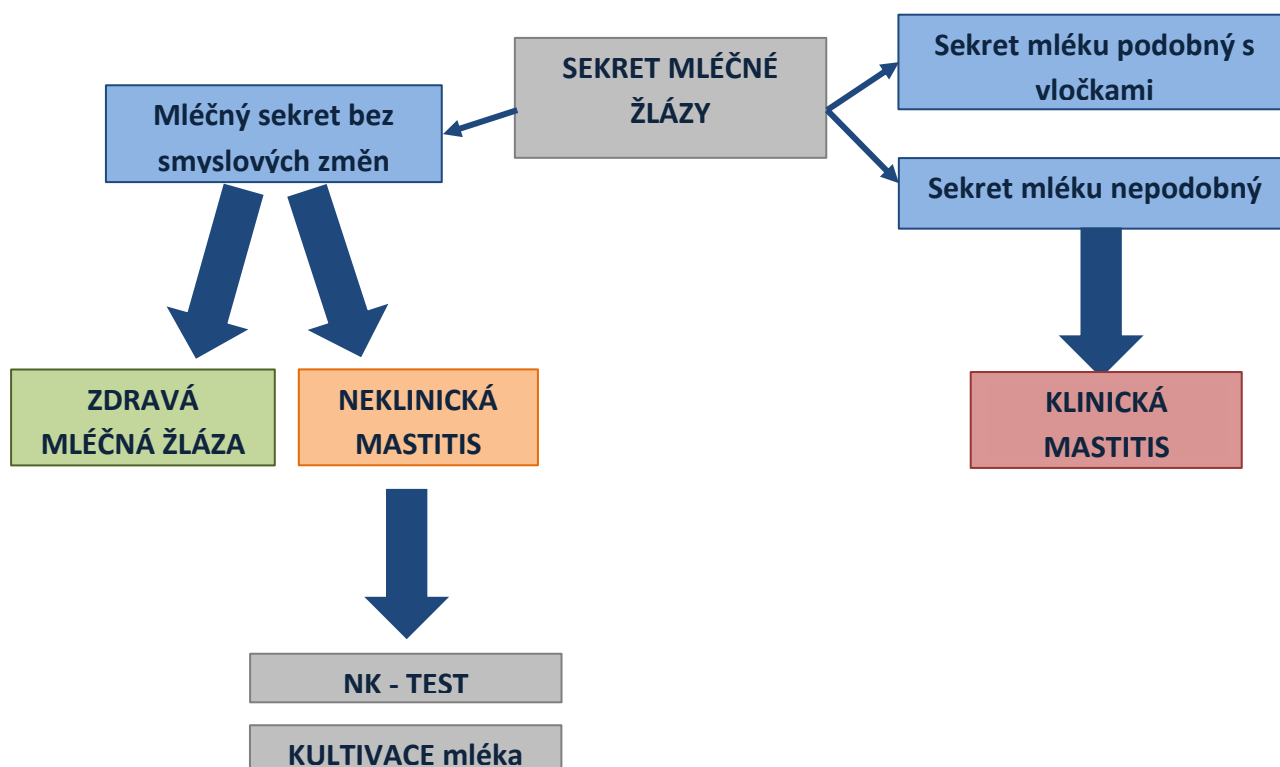 SEKRET MLÉČNÉ
ŽLÁZY
Sekret mléku podobný s
vločkami
Mléčný sekret bez
smyslových změn
Sekret mléku nepodobný
ZDRAVÁ
MLÉČNÁ ŽLÁZA
NEKLINICKÁ
MASTITIS
KLINICKÁ
MASTITIS
NK - TEST
KULTIVACE mléka